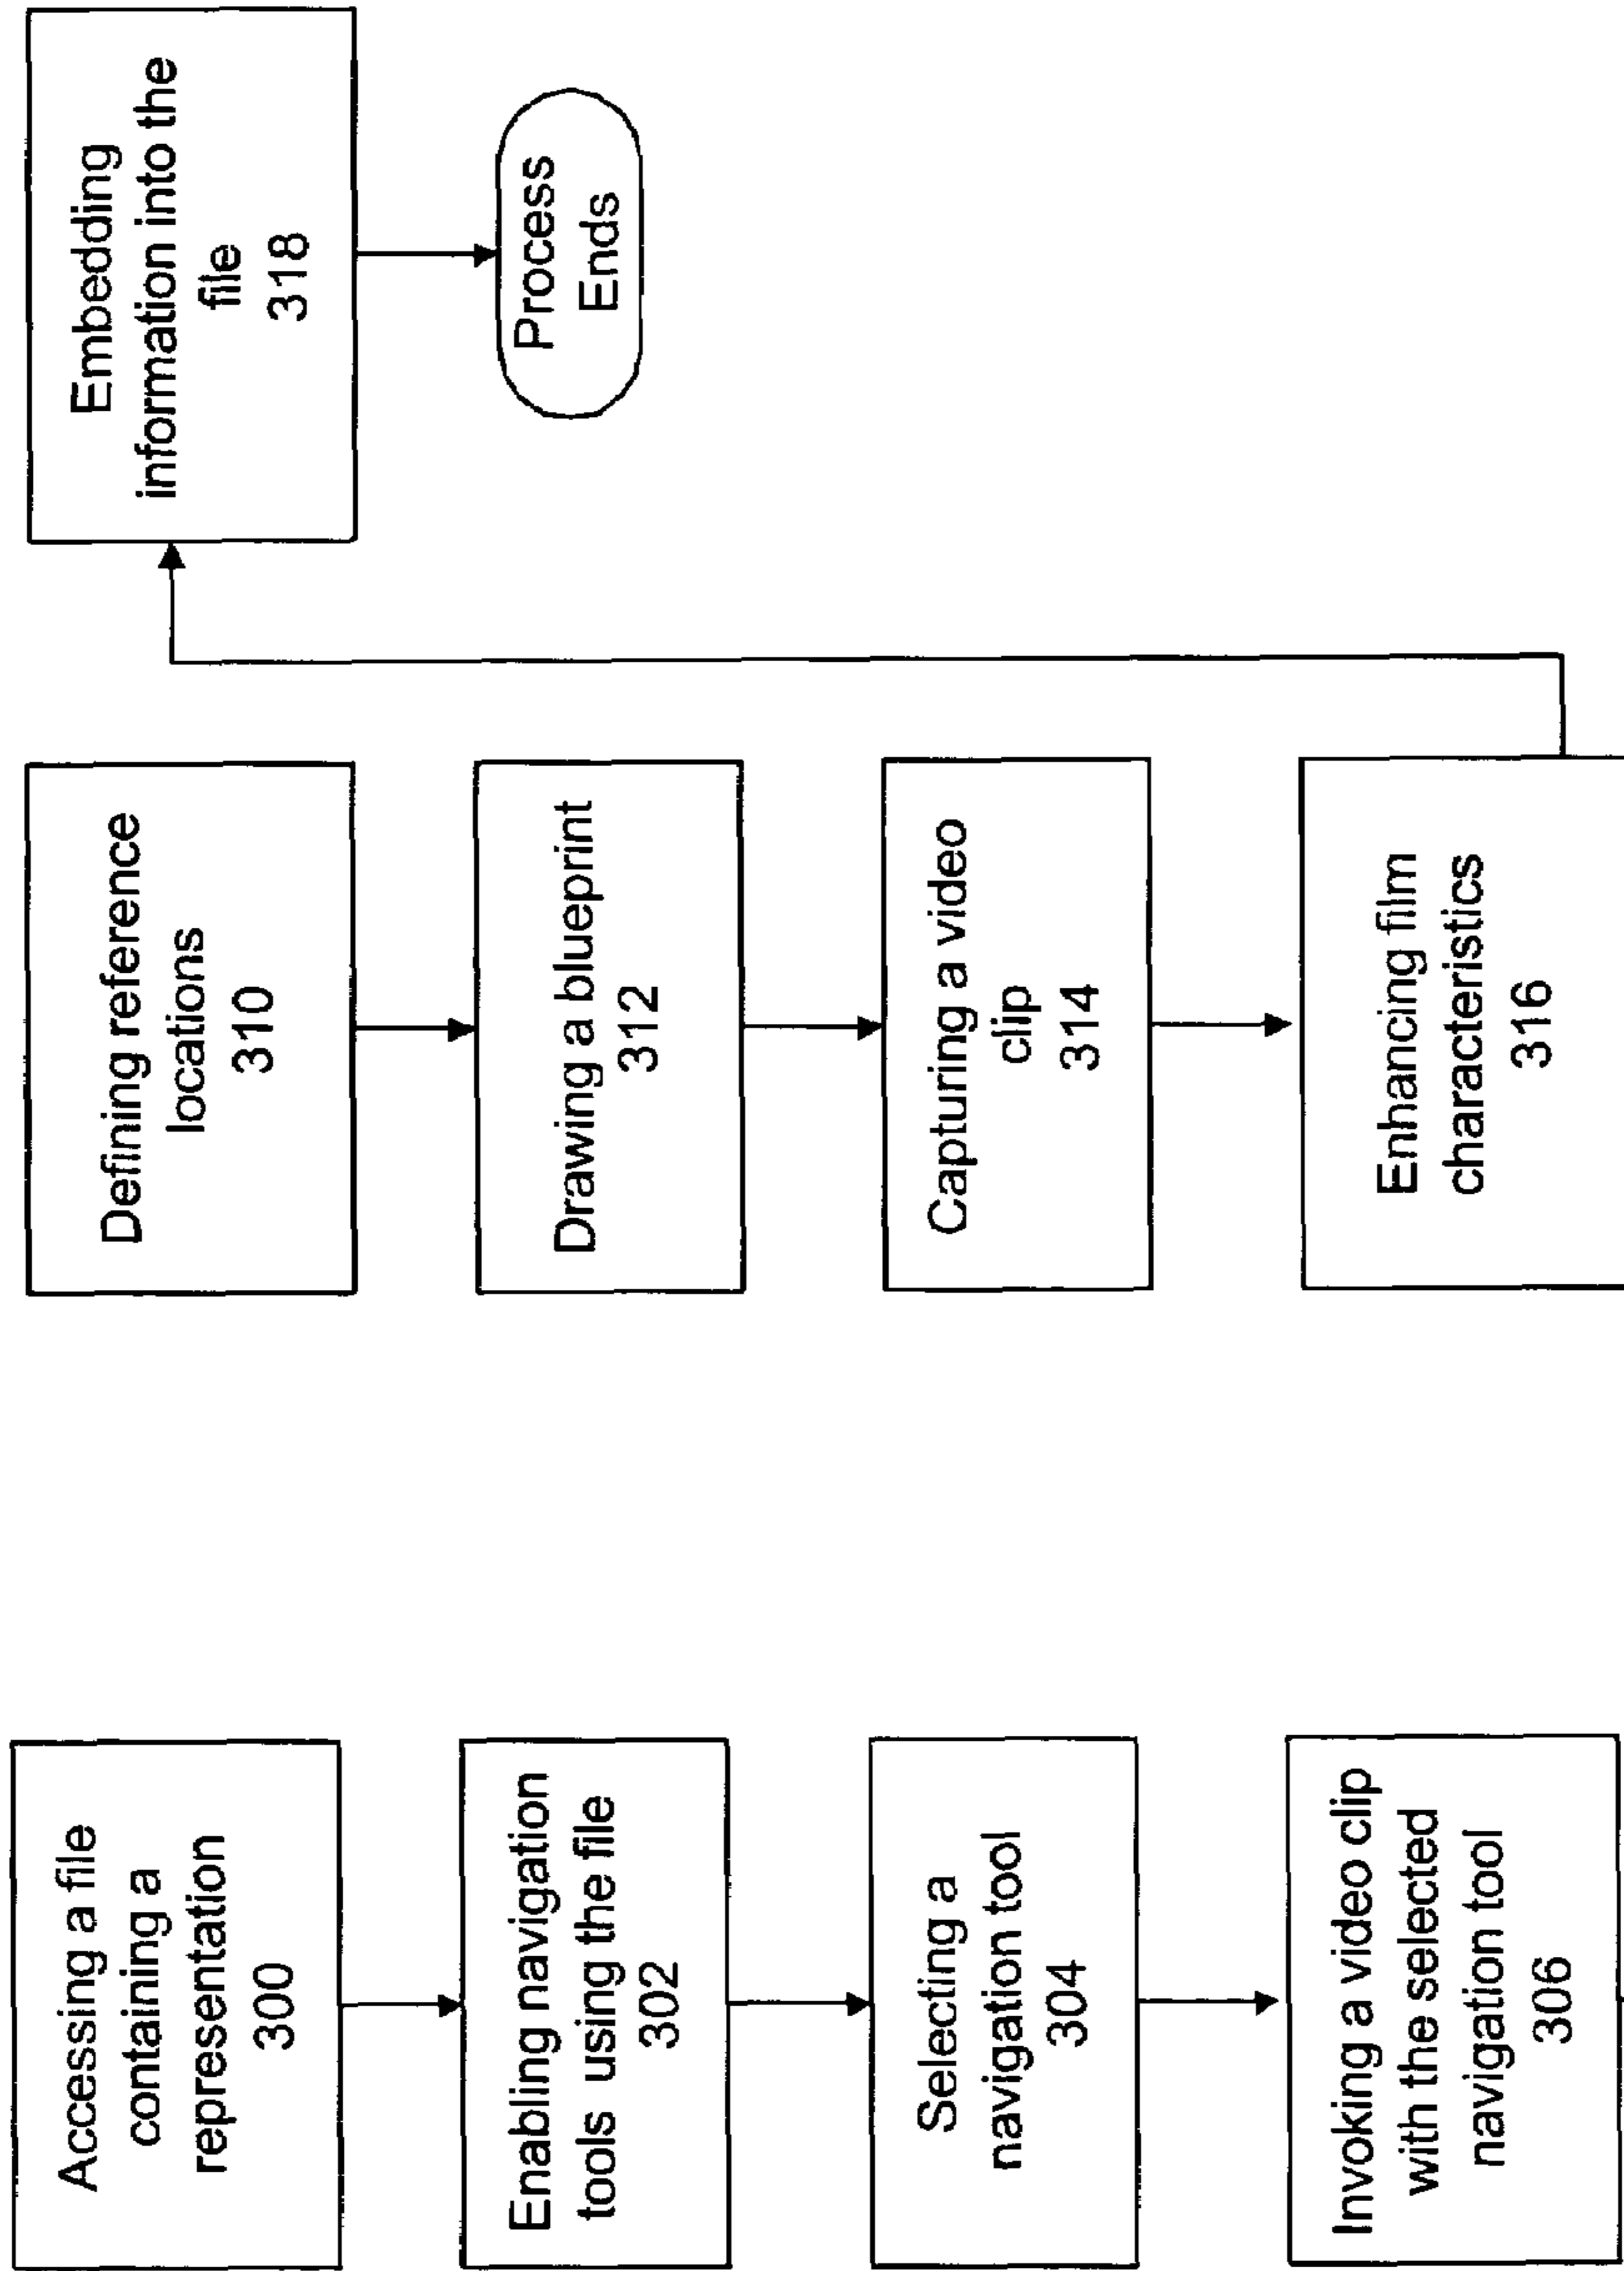 Accessing a file
containing a
representation
300
Enabling navigation
tools using the file
302
Selecting a
navigation tool
304
Invoking a video clip
with the selected
navigation tool
306
Defining reference
locations
310
Drawing a blueprint
312
Capturing a video
clip
314
Enhancing film
characteristics
316
Embedding
information into the
file
318
Process
Ends